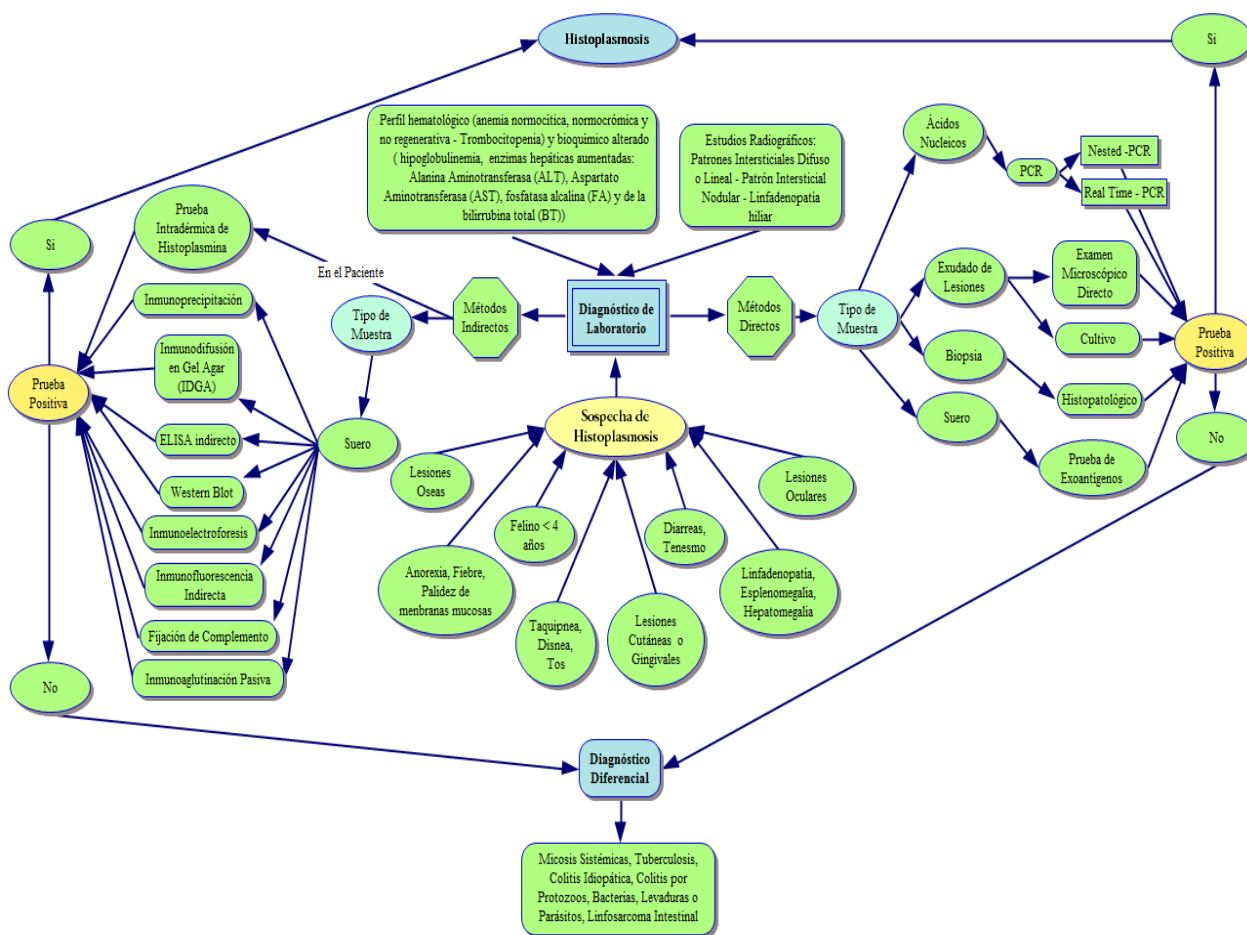 Histoplasmosis
Si
Perfil hematológico (anemia normocitica, normocrómica y
no regenerativa - Trombocitopenia) y bioquimico alterado
( hipoglobulinemia, enzimas hepáticas aumentadas:
Alanina Aminotransferasa (ALT), Aspartato
Aminotransferasa (AST), fosfatasa alcalina (FA) y de la
bilirrubina total (BT))
Estudios Radiográficos:
Patrones Intersticiales Difuso
o Lineal - Patrón Intersticial
Nodular - Linfadenopatía
hiliar
Ácidos
Nucleicos
PCR
Nested -PCR
Real Time - PCR
Si
Prueba
Intradérmica de
Histoplasmina
En el Paciente
Inmunoprecipitación
Tipo de
Muestra
Métodos
Indirectos
Diagnóstico de
Laboratorio
Métodos
Directos
Tipo de
Muestra
Exudado de
Lesiones
Examen
Microscópico
Directo
Cultivo
Prueba
Positiva
Biopsia
Histopatológico
Suero
Prueba de
Exoantígenos
No
Prueba
Positiva
Inmunodifusión
en Gel Agar
(IDGA)
ELISA indirecto
Western Blot
Inmunoelectroforesis
Inmunofluorescencia
Indirecta
Fijación de Complemento
Inmunoaglutinación Pasiva
Suero
No
Sospecha de
Histoplasmosis
Lesiones
Oseas
Anorexia, Fiebre,
Palidez de
menbranas mucosas
Felino < 4
años
Taquipnea,
Disnea,
Tos
Lesiones
Cutáneas o
Gingivales
Diarreas,
Tenesmo
Linfadenopatía,
Esplenomegalia,
Hepatomegalia
Lesiones
Oculares
Diagnóstico
Diferencial
Micosis Sistémicas, Tuberculosis,
Colitis Idiopática, Colitis por
Protozoos, Bacterias, Levaduras o
Parásitos, Linfosarcoma Intestinal